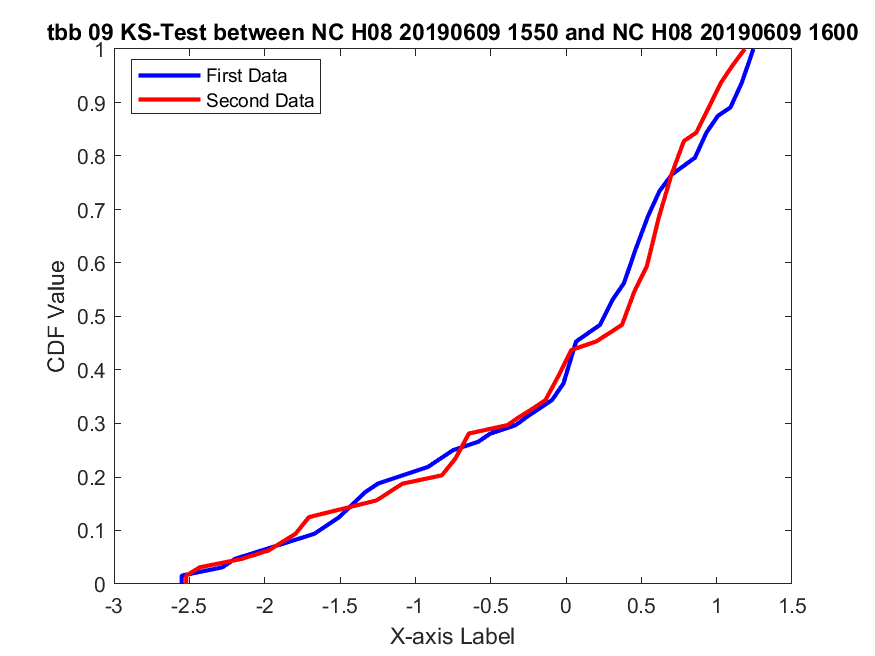 tbb 09 KS-Test between NC H08 20190609 1550 and NC H08 20190609 1600
First Data
Second Data
1
0.9
0.8
0.7
0.6
0.5
0.4
0.3
0.2
0.1
0
CDF Value
-3 -2.5 -2 -1.5 -1 -0.5 0 0.5 1 1.5
X-axis Label